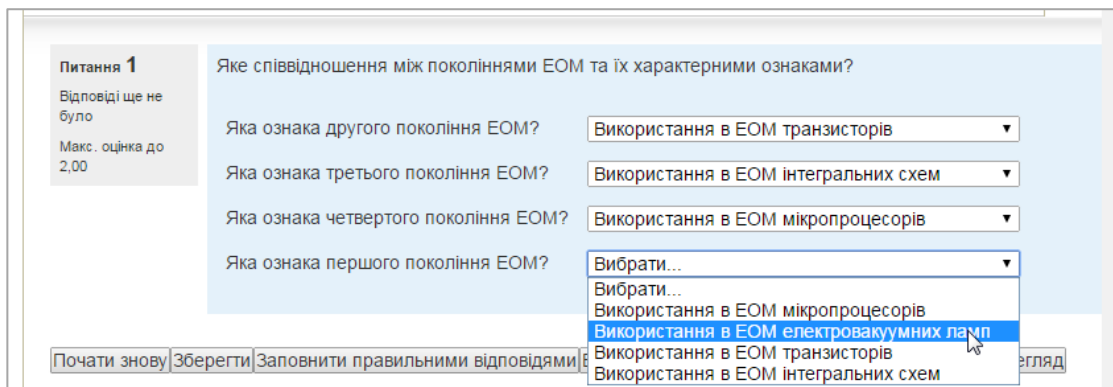 Питання 1
Відповіді ще не
було
Макс. оцінка до
2,00
Яке співвідношення між поколіннями ЕОМ та їх характерними ознаками?
Яка ознака другого покоління ЕОМ? Використання в ЕОМ транзисторів
Яка ознака третього покоління ЕОМ? Використання в ЕОМ інтегральних схем
Яка ознака четвертого покоління ЕОМ? Використання в ЕОМ мікропроцесорів
Яка ознака першого покоління ЕОМ? Вибрати...
Вибрати...
Використання в ЕОМ мікропроцесорів
Використання в ЕОМ електровакуумних ламп
Використання в ЕОМ транзисторів
Використання в ЕОМ інтегральних схем
Почати знову Зберегти Заповнити правильними відповідями